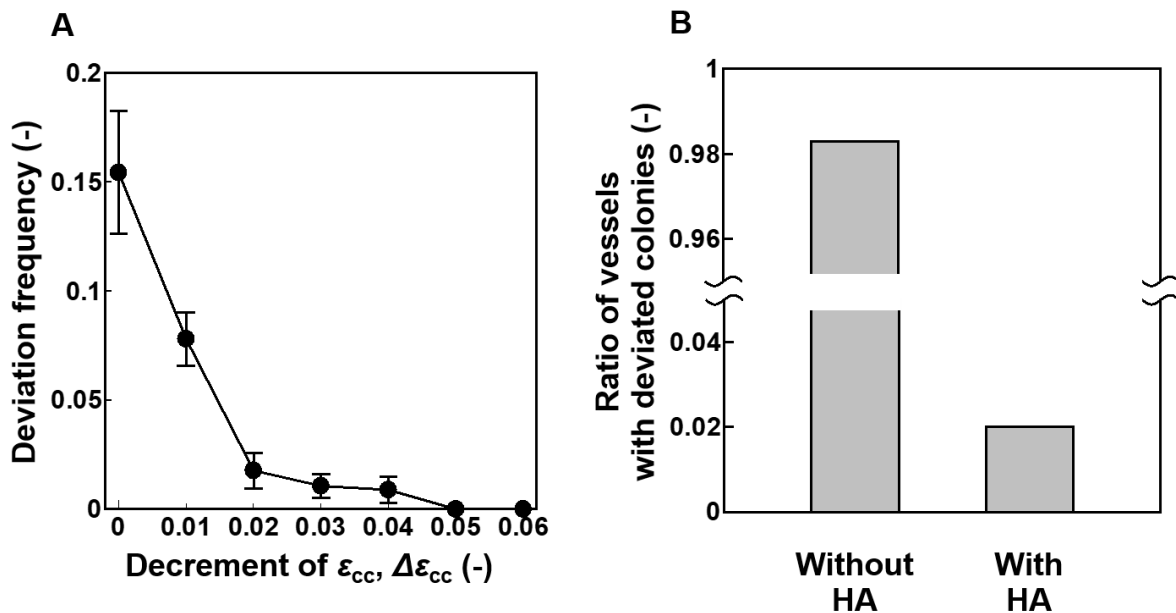 A
Deviation frequency (-)
0.2
0.15
0.1
0.05
0
0 0.01 0.02 0.03 0.04 0.05 0.06
Decrement of εcc, Δεcc (-)
B
Ratio of vessels
with deviated colonies (-)
1
0.98
0.96
0.04
0.02
0
Without With
HA HA